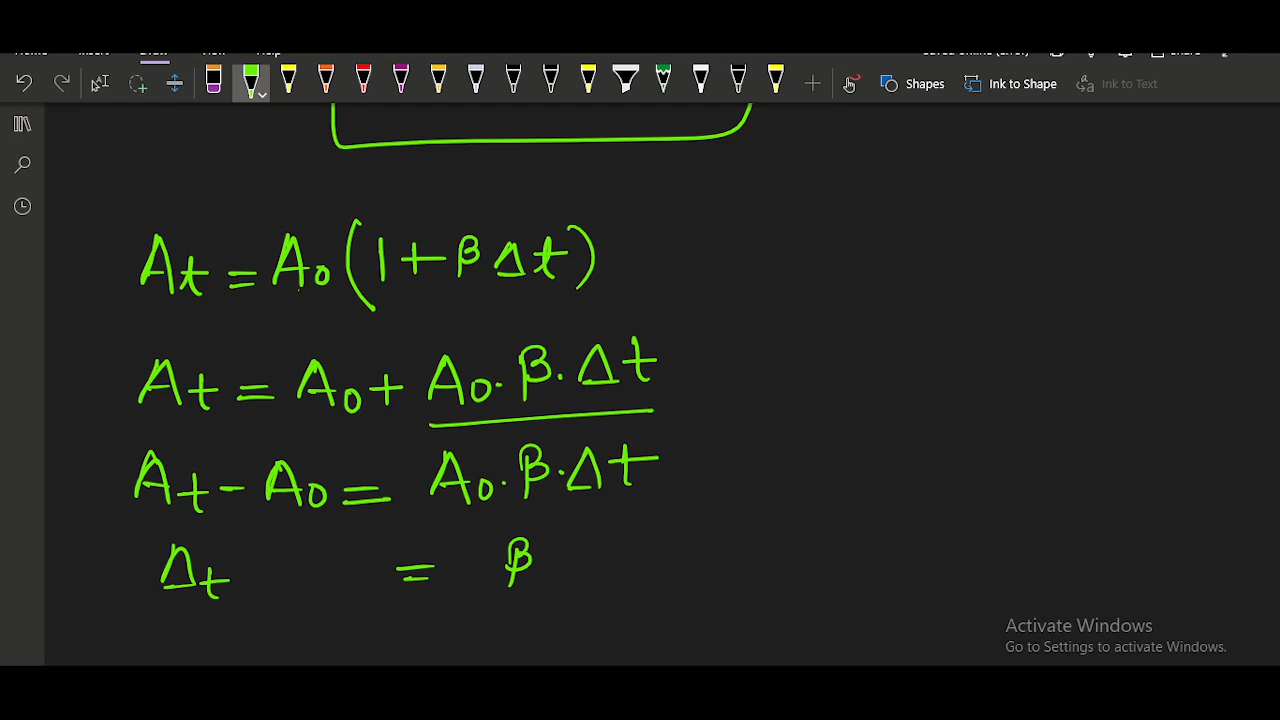 Shapes Ink to Shape Ink to Text
At = A0 (1 + β Δt)
At = A0 + A0 . β . Δt
At - A0 = A0 . β . Δt
Δt = β
Activate Windows
Go to Settings to activate Windows.